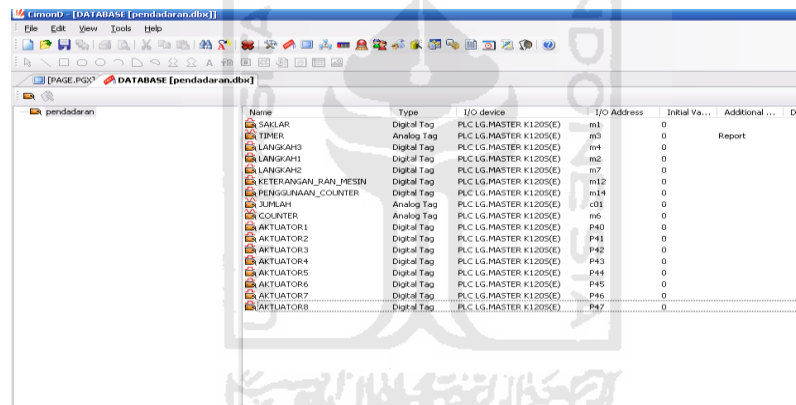 CimonD - [DATABASE [pendadaran.dbx]]
File Edit View Tools Help
[PAGE.PGX] DATABASE [pendadaran.dbx]
pendadaran
Name Type I/O device I/O Address Initial Va... Additional ... D
SAKLAR Digital Tag PLC LG.MASTER K120S(E) m1 0
TIMER Analog Tag PLC LG.MASTER K120S(E) m3 0 Report
LANGKAH3 Digital Tag PLC LG.MASTER K120S(E) m4 0
LANGKAH1 Digital Tag PLC LG.MASTER K120S(E) m2 0
LANGKAH2 Digital Tag PLC LG.MASTER K120S(E) m7 0
KETERANGAN_RAN_MESIN Digital Tag PLC LG.MASTER K120S(E) m12 0
PENGGUNAAN_COUNTER Digital Tag PLC LG.MASTER K120S(E) m14 0
JUMLAH Analog Tag PLC LG.MASTER K120S(E) c01 0
COUNTER Analog Tag PLC LG.MASTER K120S(E) m6 0
AKTUATOR1 Digital Tag PLC LG.MASTER K120S(E) P40 0
AKTUATOR2 Digital Tag PLC LG.MASTER K120S(E) P41 0
AKTUATOR3 Digital Tag PLC LG.MASTER K120S(E) P42 0
AKTUATOR4 Digital Tag PLC LG.MASTER K120S(E) P43 0
AKTUATOR5 Digital Tag PLC LG.MASTER K120S(E) P44 0
AKTUATOR6 Digital Tag PLC LG.MASTER K120S(E) P45 0
AKTUATOR7 Digital Tag PLC LG.MASTER K120S(E) P46 0
AKTUATOR8 Digital Tag PLC LG.MASTER K120S(E) P47 0